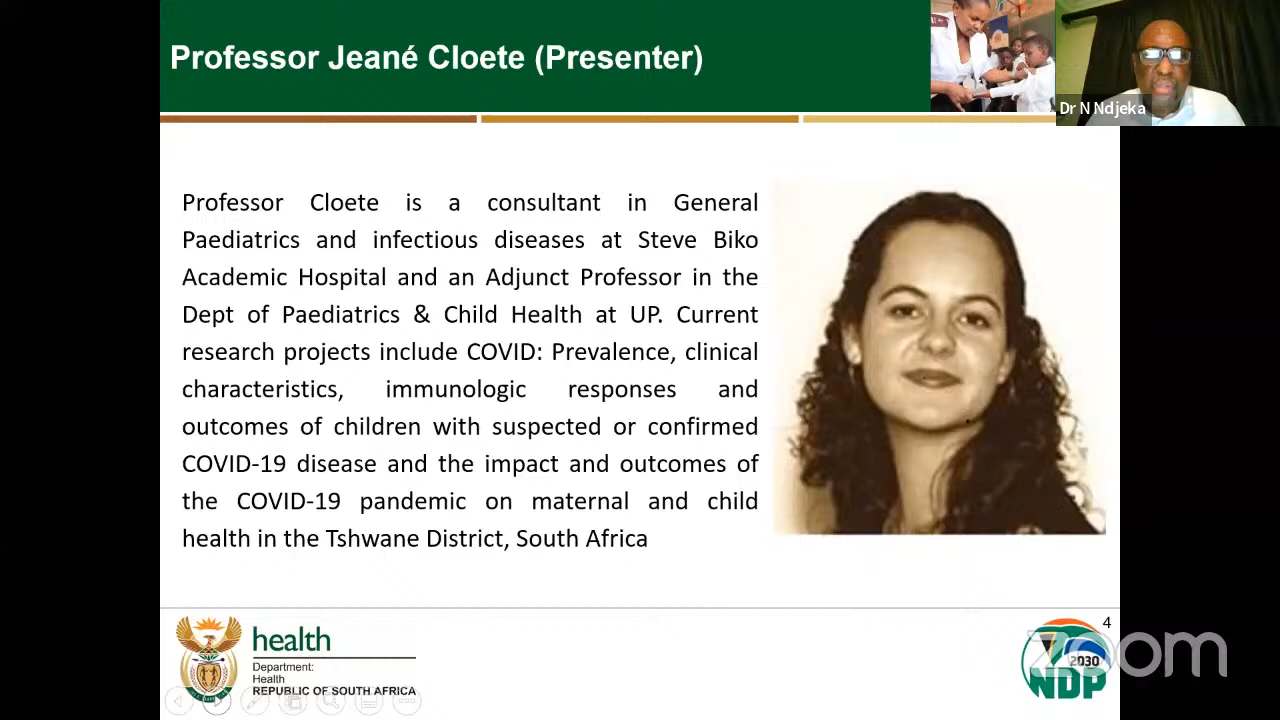 Professor Jeané Cloete (Presenter)
Dr N Ndjeka
Professor Cloete is a consultant in General
Paediatrics and infectious diseases at Steve Biko
Academic Hospital and an Adjunct Professor in the
Dept of Paediatrics & Child Health at UP. Current
research projects include COVID: Prevalence, clinical
characteristics, immunologic responses and
outcomes of children with suspected or confirmed
COVID-19 disease and the impact and outcomes of
the COVID-19 pandemic on maternal and child
health in the Tshwane District, South Africa
health
Department:
Health
REPUBLIC OF SOUTH AFRICA
4
2030
NDP
zoom